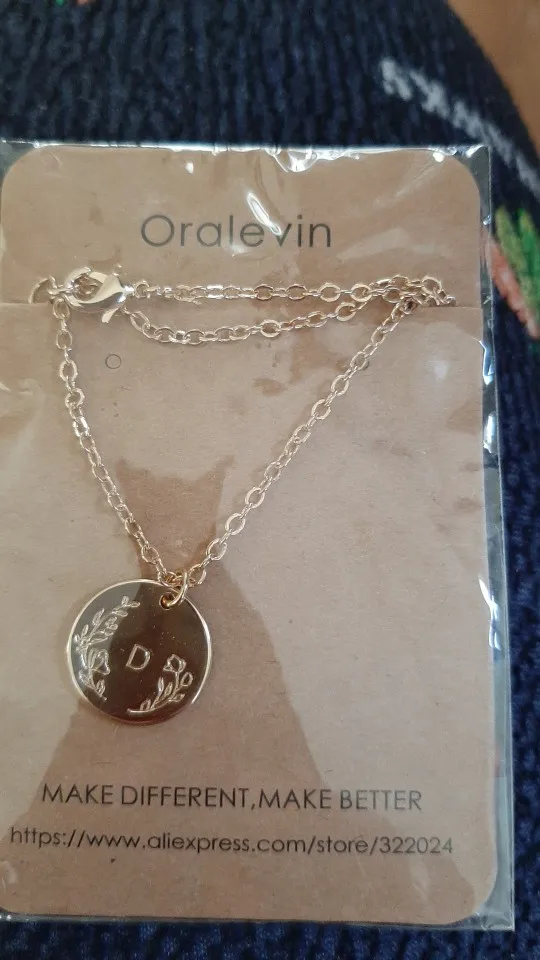 Oralevin
D
MAKE DIFFERENT,MAKE BETTER
https://www.aliexpress.com/store/322024